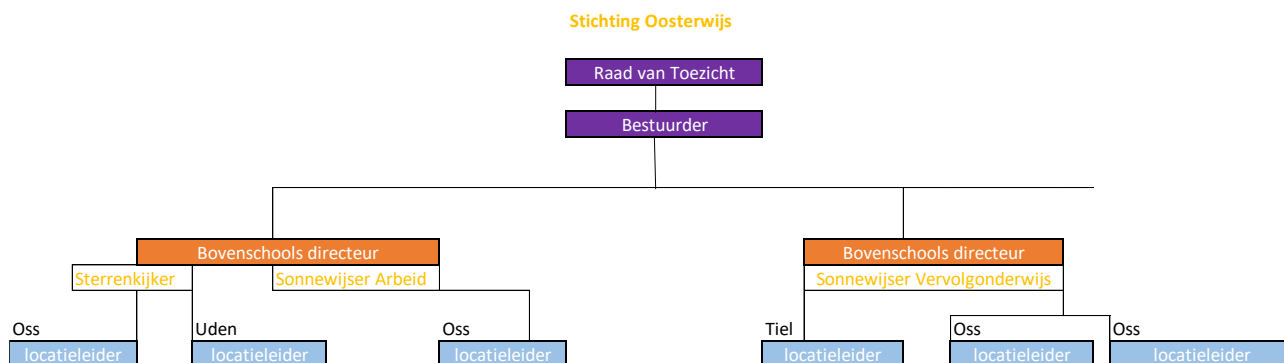 Stichting Oosterwijs
Raad van Toezicht
Bestuurder
Bovenschools directeur
Bovenschools directeur
Sterrenkijker
Sonnewijser Arbeid
Sonnewijser Vervolgonderwijs
Oss
Uden
Oss
Tiel
Oss
Oss
locatieleider
locatieleider
locatieleider
locatieleider
locatieleider
locatieleider